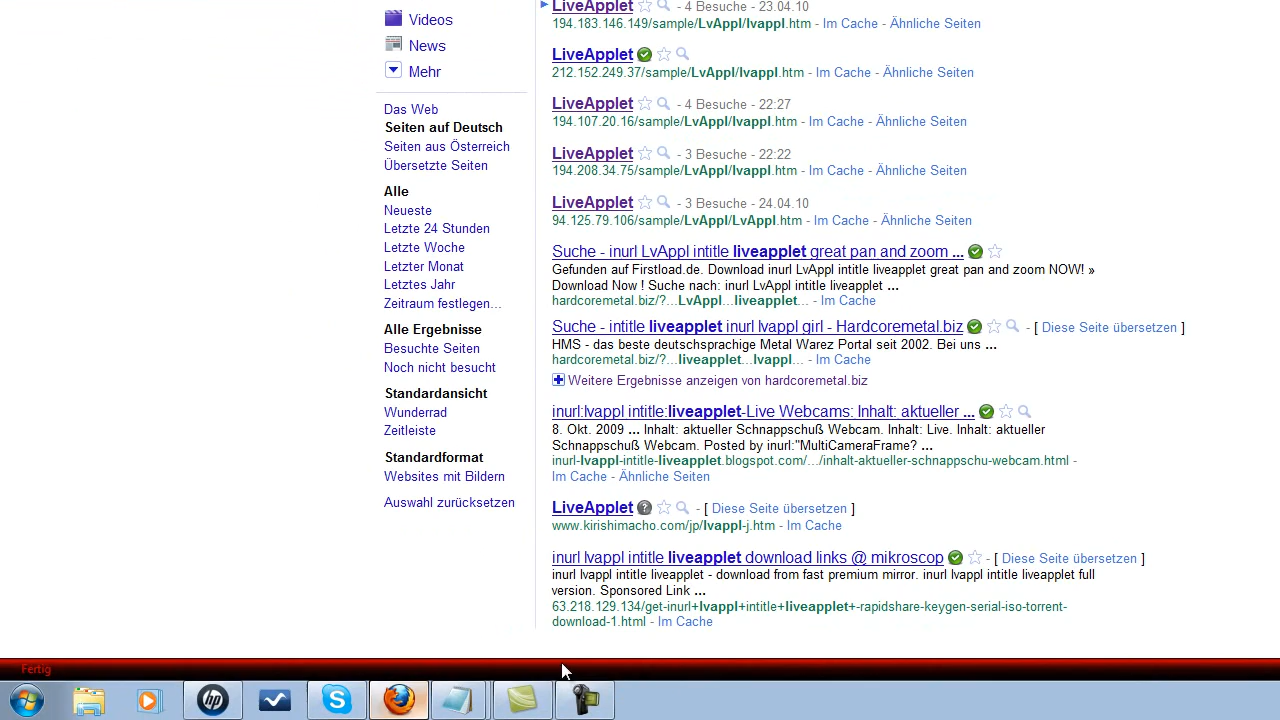 Videos
News
Mehr
Das Web
Seiten auf Deutsch
Seiten aus Österreich
Übersetzte Seiten
Alle
Neueste
Letzte 24 Stunden
Letzte Woche
Letzter Monat
Letztes Jahr
Zeitraum festlegen...
Alle Ergebnisse
Besuchte Seiten
Noch nicht besucht
Standardansicht
Wunderrad
Zeitleiste
Standardformat
Websites mit Bildern
Auswahl zurücksetzen
LiveApplet - 4 Besuche - 23.04.10
194.183.146.149/sample/LvAppl/lvappl.htm - Im Cache - Ähnliche Seiten
LiveApplet
212.152.249.37/sample/LvAppl/lvappl.htm - Im Cache - Ähnliche Seiten
LiveApplet - 4 Besuche - 22:27
194.107.20.16/sample/LvAppl/lvappl.htm - Im Cache - Ähnliche Seiten
LiveApplet - 3 Besuche - 22:22
194.208.34.75/sample/LvAppl/lvappl.htm - Im Cache - Ähnliche Seiten
LiveApplet - 3 Besuche - 24.04.10
94.125.79.106/sample/LvAppl/LvAppl.htm - Im Cache - Ähnliche Seiten
Suche - inurl LvAppl intitle liveapplet great pan and zoom ...
Gefunden auf Firstload.de. Download inurl LvAppl intitle liveapplet great pan and zoom NOW! »
Download Now ! Suche nach: inurl LvAppl intitle liveapplet ...
hardcoremetal.biz/?...LvAppl...liveapplet... - Im Cache
Suche - intitle liveapplet inurl lvappl girl - Hardcoremetal.biz - [ Diese Seite übersetzen ]
HMS - das beste deutschsprachige Metal Warez Portal seit 2002. Bei uns ...
hardcoremetal.biz/?...liveapplet...lvappl... - Im Cache
Weitere Ergebnisse anzeigen von hardcoremetal.biz
inurl:lvappl intitle:liveapplet-Live Webcams: Inhalt: aktueller ...
8. Okt. 2009 ... Inhalt: aktueller Schnappschuß Webcam. Inhalt: Live. Inhalt: aktueller
Schnappschuß Webcam. Posted by inurl:"MultiCameraFrame? ...
inurl-lvappl-intitle-liveapplet.blogspot.com/.../inhalt-aktueller-schnappschu-webcam.html -
Im Cache - Ähnliche Seiten
LiveApplet - [ Diese Seite übersetzen ]
www.kirishimacho.com/jp/lvappl-j.htm - Im Cache
inurl lvappl intitle liveapplet download links @ mikroscop - [ Diese Seite übersetzen ]
inurl lvappl intitle liveapplet - download from fast premium mirror. inurl lvappl intitle liveapplet full
version. Sponsored Link ...
63.218.129.134/get-inurl+lvappl+intitle+liveapplet+-rapidshare-keygen-serial-iso-torrent-
download-1.html - Im Cache
Fertig
hp